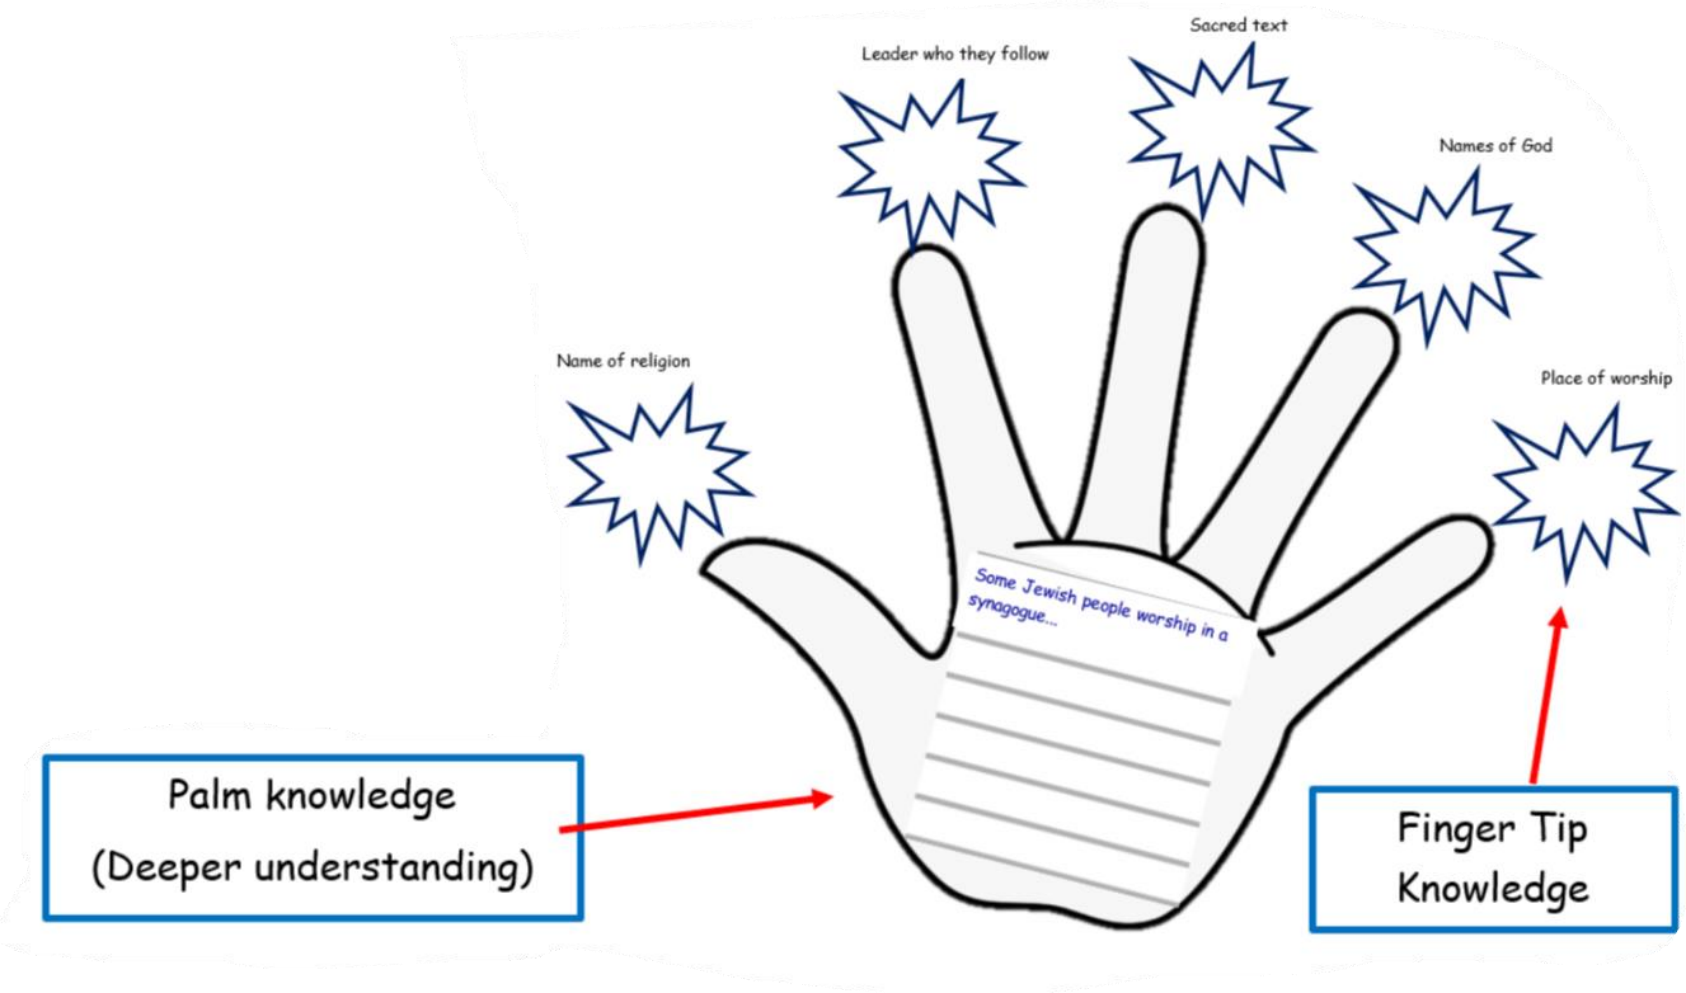 Sacred text
Leader who they follow
Names of God
Name of religion
Place of worship
Some Jewish people worship in a
synagogue...
Palm knowledge
(Deeper understanding)
Finger Tip
Knowledge